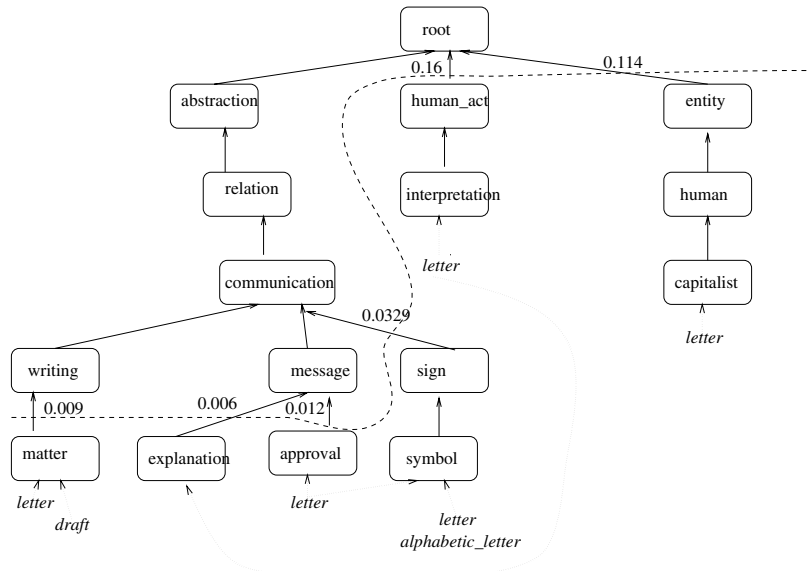 root
0.16
0.114
abstraction
human_act
entity
relation
interpretation
human
letter
communication
capitalist
0.0329
letter
writing
message
sign
0.009
0.006
0.012
matter
explanation
approval
symbol
letter
draft
letter
letter
alphabetic_letter